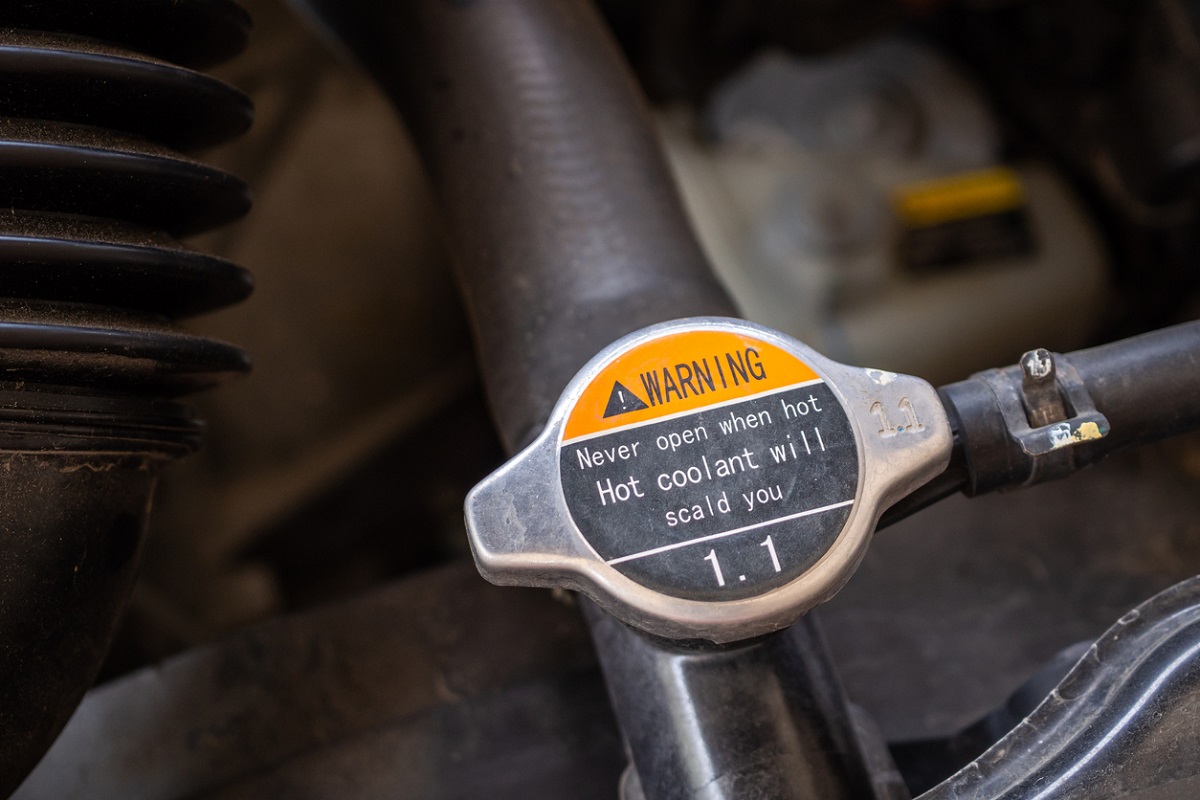 WARNING
Never open when hot
Hot coolant will
scald you
1.1
1.1